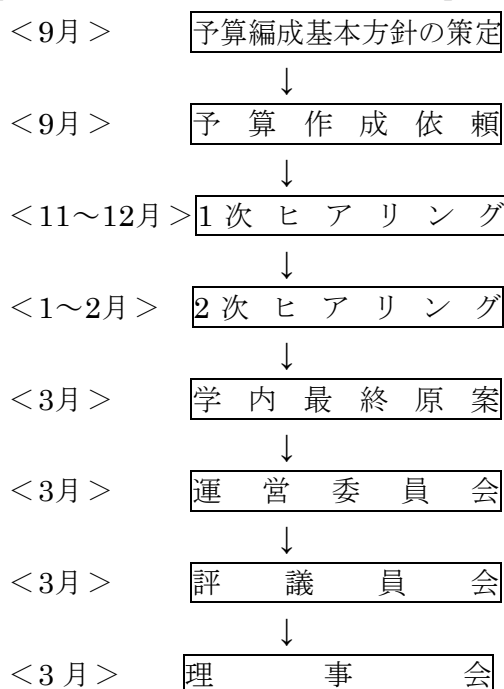 <9月> 予算編成基本方針の策定
↓
<9月> 予算作成依頼
↓
<11～12月> 1次ヒアリング
↓
<1～2月> 2次ヒアリング
↓
<3月> 学内最終原案
↓
<3月> 運営委員会
↓
<3月> 評議員会
↓
<3月> 理事会